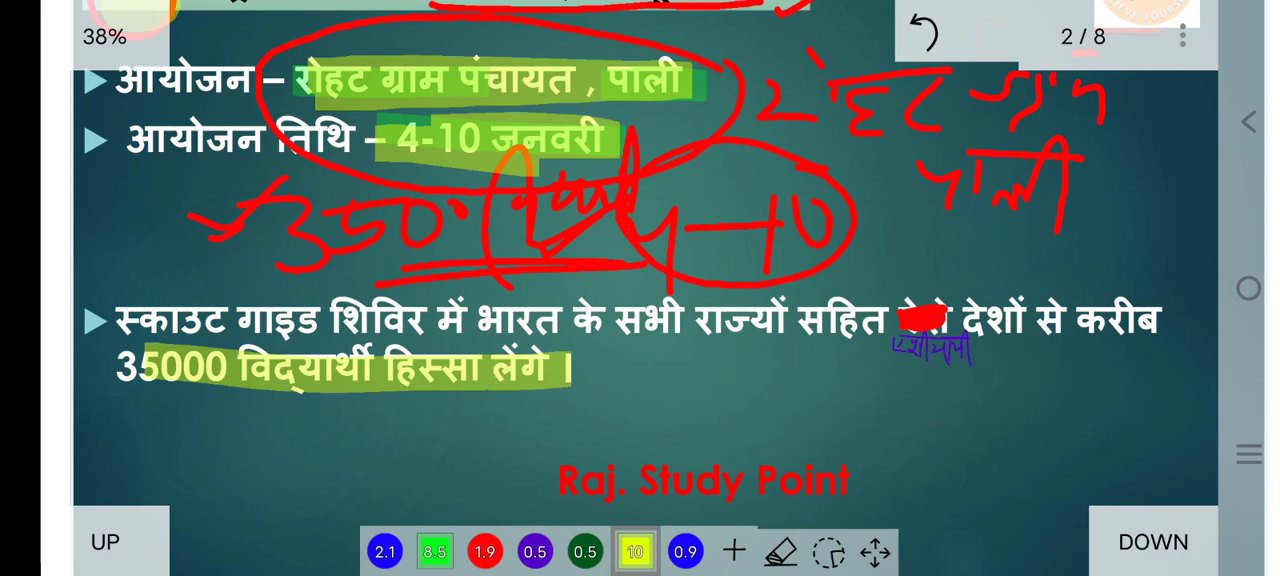 38%
2 / 8
आयोजन – रोहट ग्राम पंचायत , पाली
आयोजन तिथि – 4-10 जनवरी
पाली
4-10
स्काउट गाइड शिविर में भारत के सभी राज्यों सहित देशों से करीब
35000 विद्यार्थी हिस्सा लेंगे ।
Raj. Study Point
UP
DOWN
2.1 8.5 1.9 0.5 0.5 10 0.9